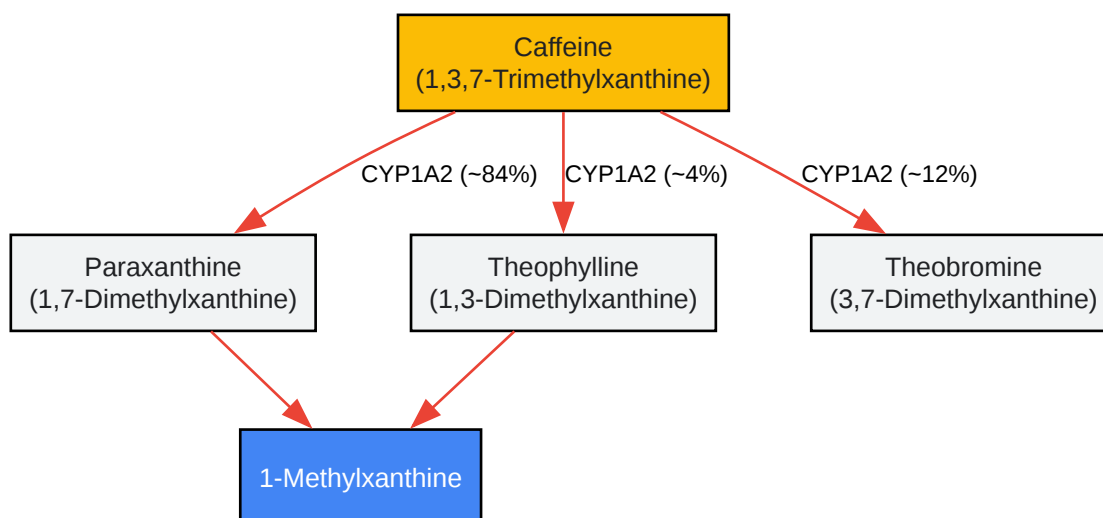 Caffeine
(1,3,7-Trimethylxanthine)
CYP1A2 (~84%)
CYP1A2 (~4%)
CYP1A2 (~12%)
Paraxanthine
(1,7-Dimethylxanthine)
Theophylline
(1,3-Dimethylxanthine)
Theobromine
(3,7-Dimethylxanthine)
1-Methylxanthine